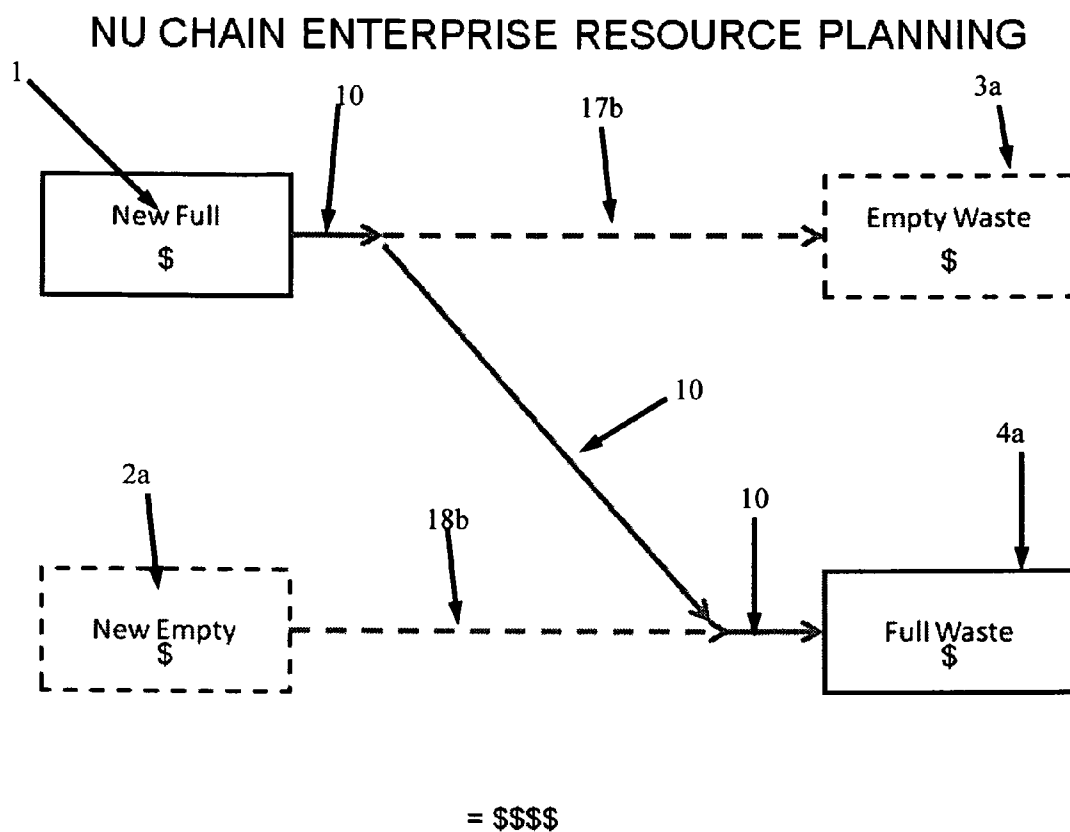 NU CHAIN ENTERPRISE RESOURCE PLANNING
1
10
17b
3a
New Full
$
Empty Waste
$
10
4a
2a
18b
10
New Empty
$
Full Waste
$
= $$$$